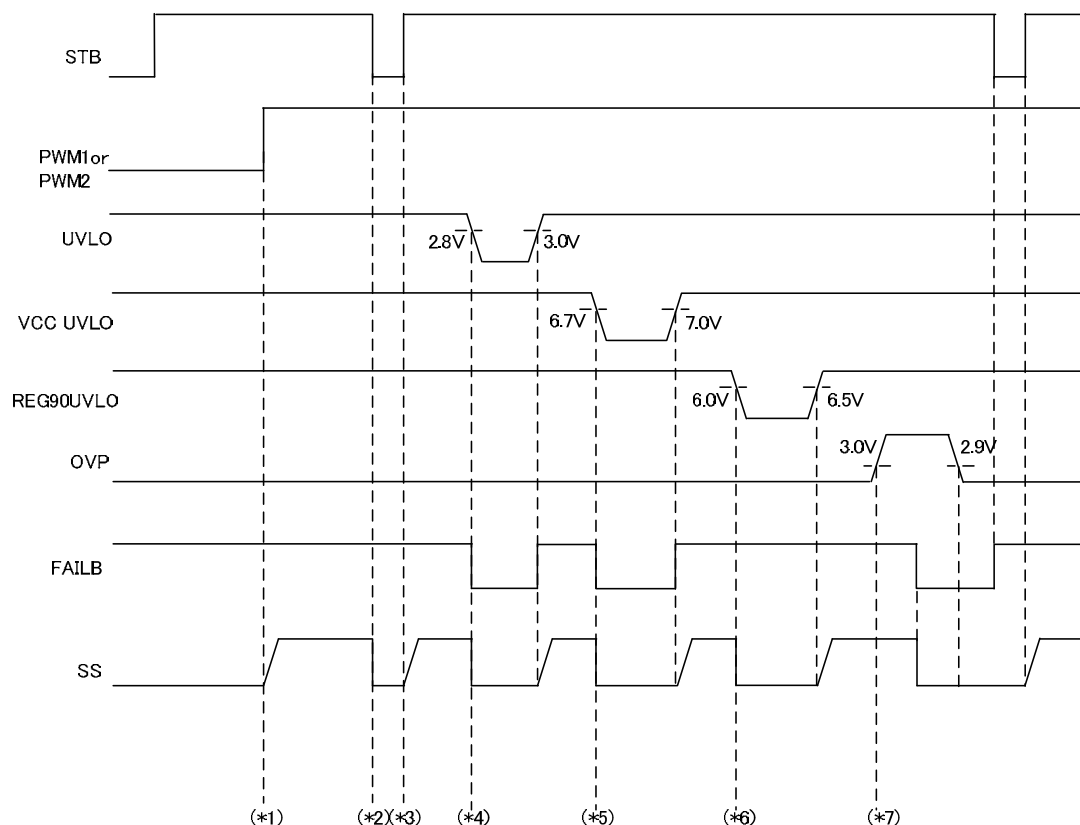 STB
PWM1or
PWM2
UVLO
2.8V
3.0V
VCC UVLO
6.7V
7.0V
REG90UVLO
6.0V
6.5V
OVP
3.0V
2.9V
FAILB
SS
(*1) (*2)(*3) (*4) (*5) (*6) (*7)